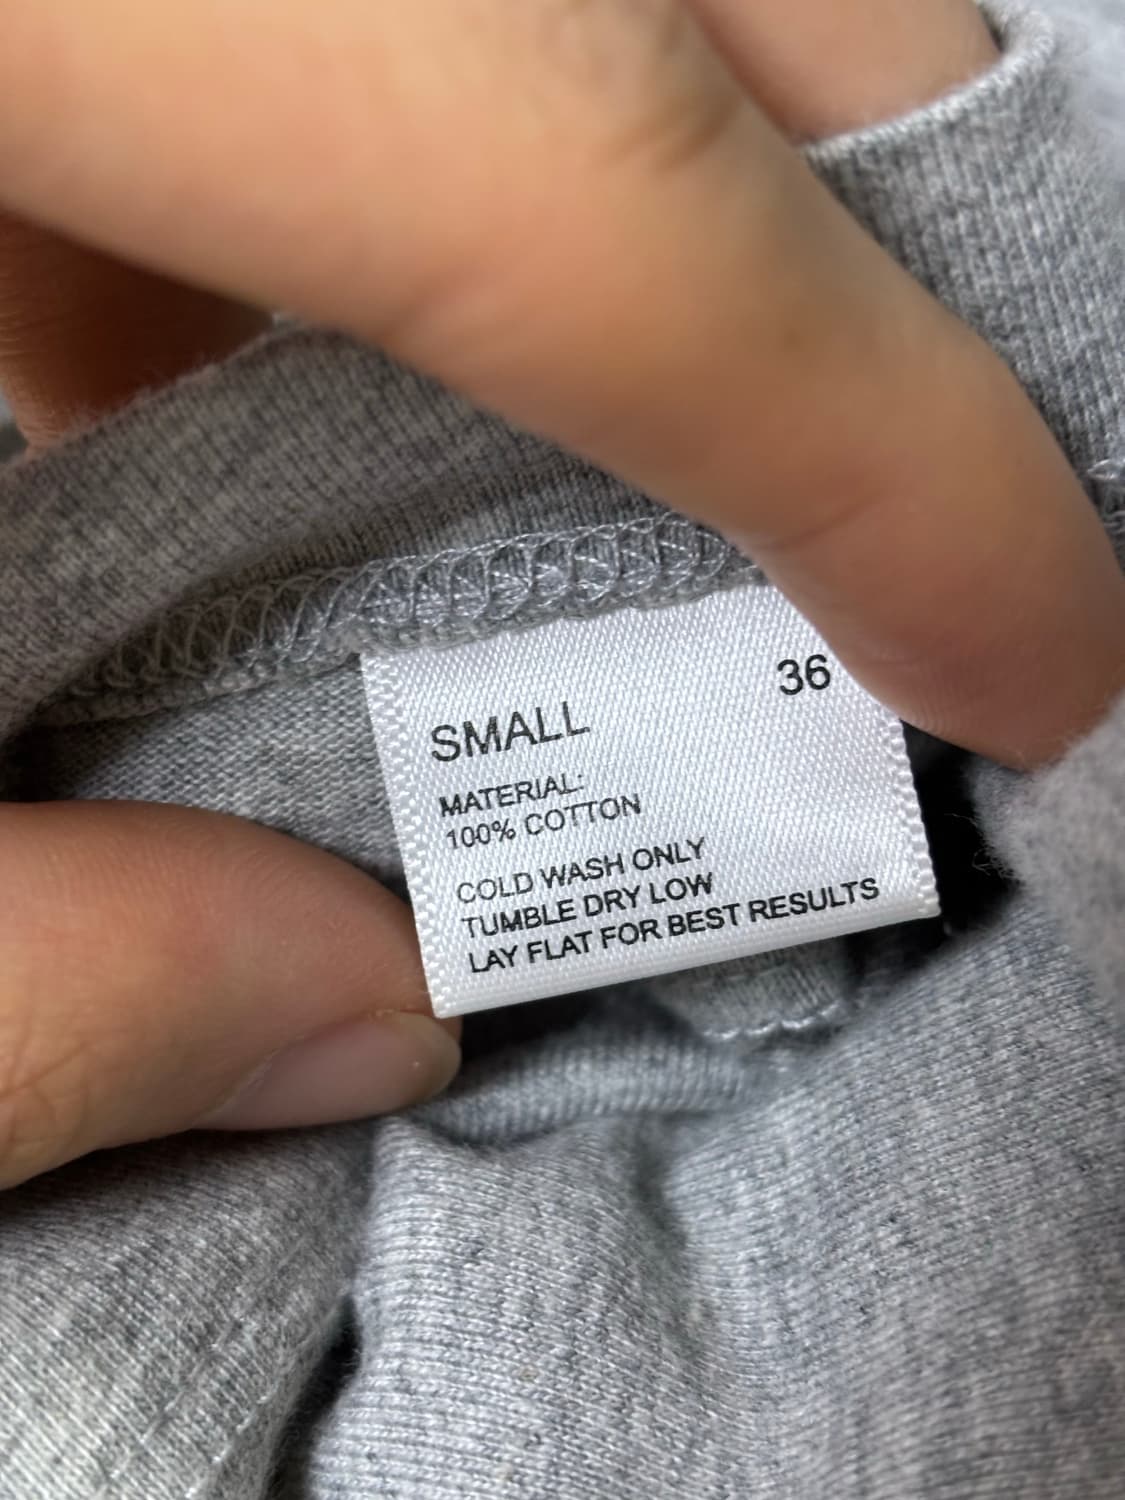 36
SMALL
MATERIAL:
100% COTTON
COLD WASH ONLY
TUMBLE DRY LOW
LAY FLAT FOR BEST RESULTS